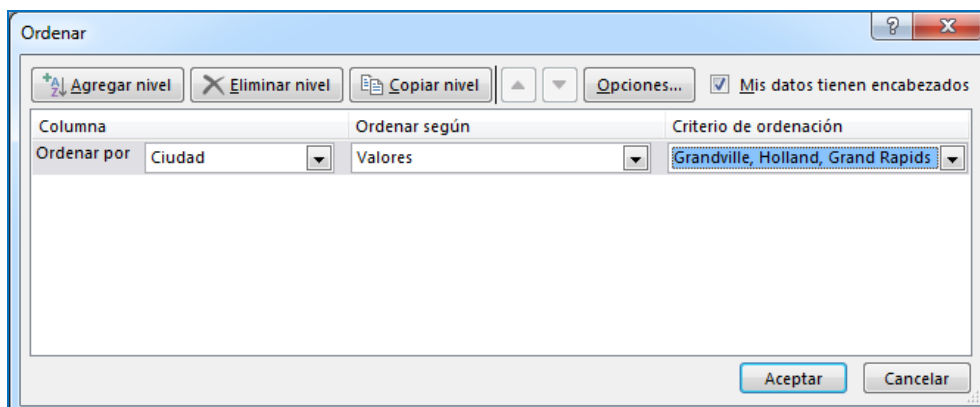 Ordenar
Agregar nivel Eliminar nivel Copiar nivel Opciones... Mis datos tienen encabezados
Columna Ordenar según Criterio de ordenación
Ordenar por Ciudad Valores Grandville, Holland, Grand Rapids
Aceptar Cancelar